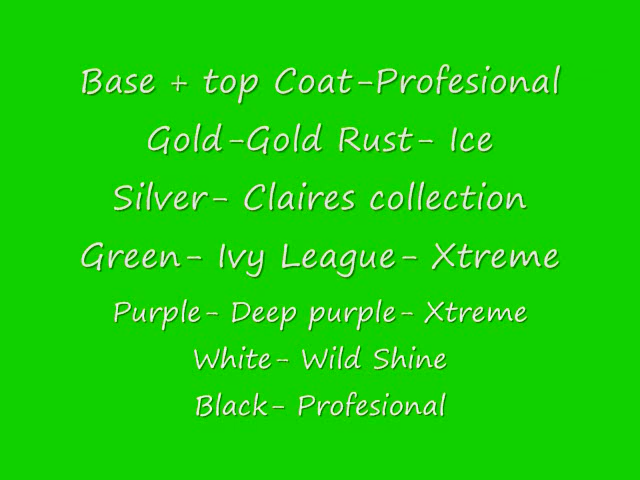 Base + top Coat-Profesional
Gold-Gold Rust- Ice
Silver- Claires collection
Green- Ivy League- Xtreme
Purple- Deep purple- Xtreme
White- Wild Shine
Black- Profesional